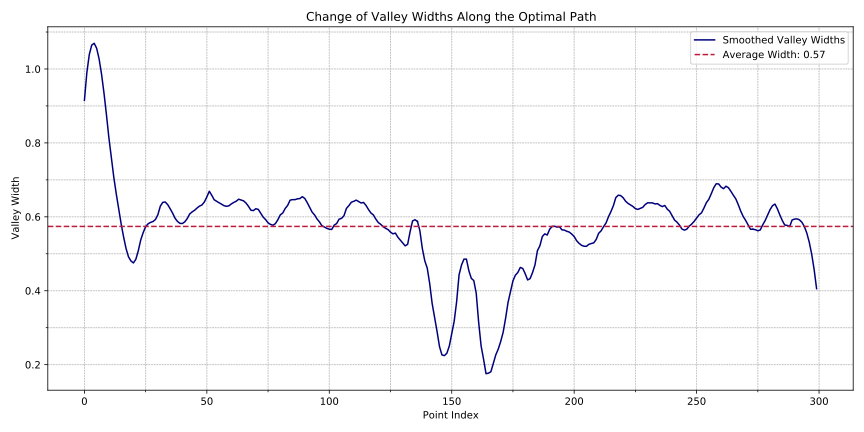 Change of Valley Widths Along the Optimal Path
Smoothed Valley Widths
Average Width: 0.57
Valley Width
1.0
0.8
0.6
0.4
0.2
0 50 100 150 200 250 300
Point Index